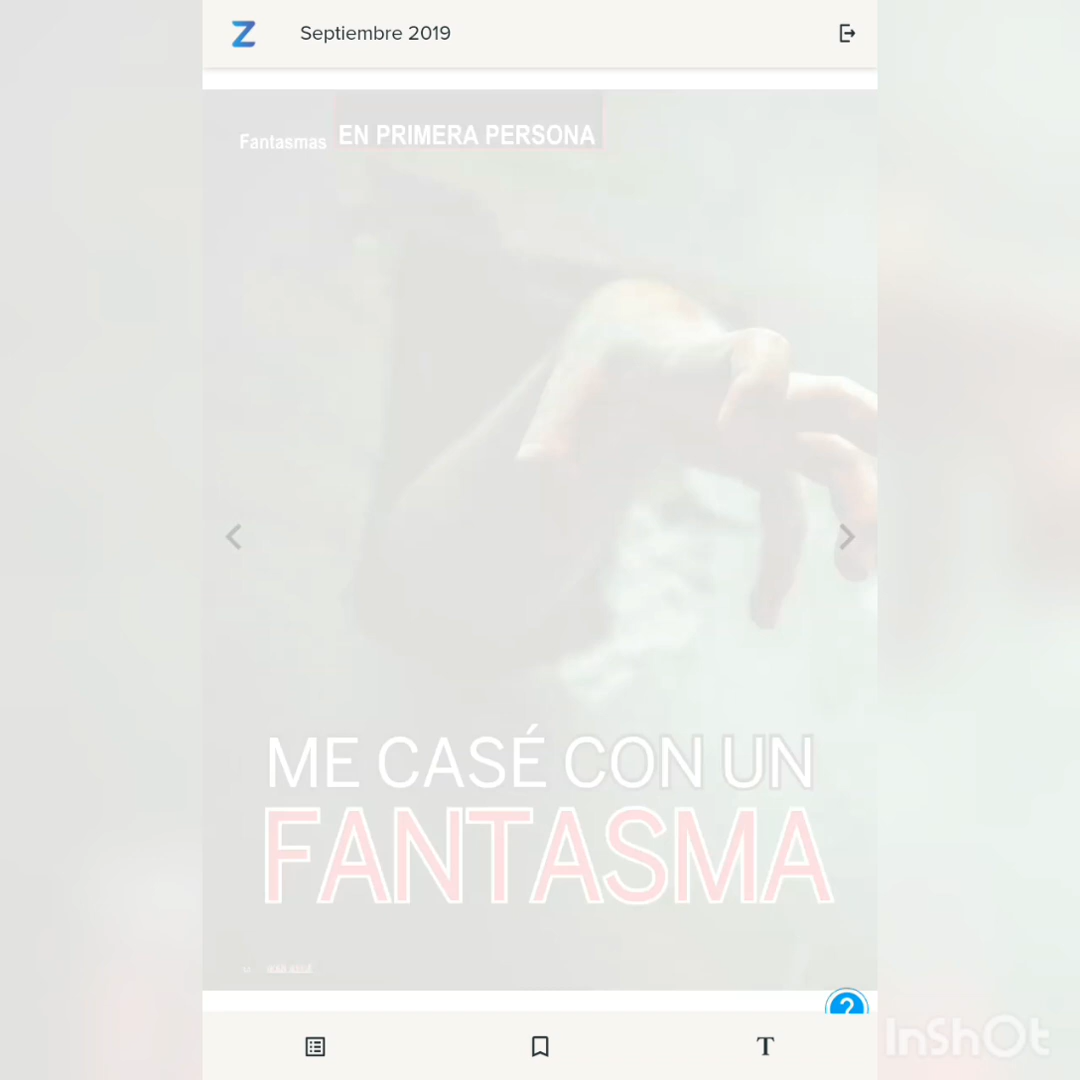 Z
Septiembre 2019
Fantasmas EN PRIMERA PERSONA
ME CASÉ CON UN
FANTASMA
?
T
InShOt